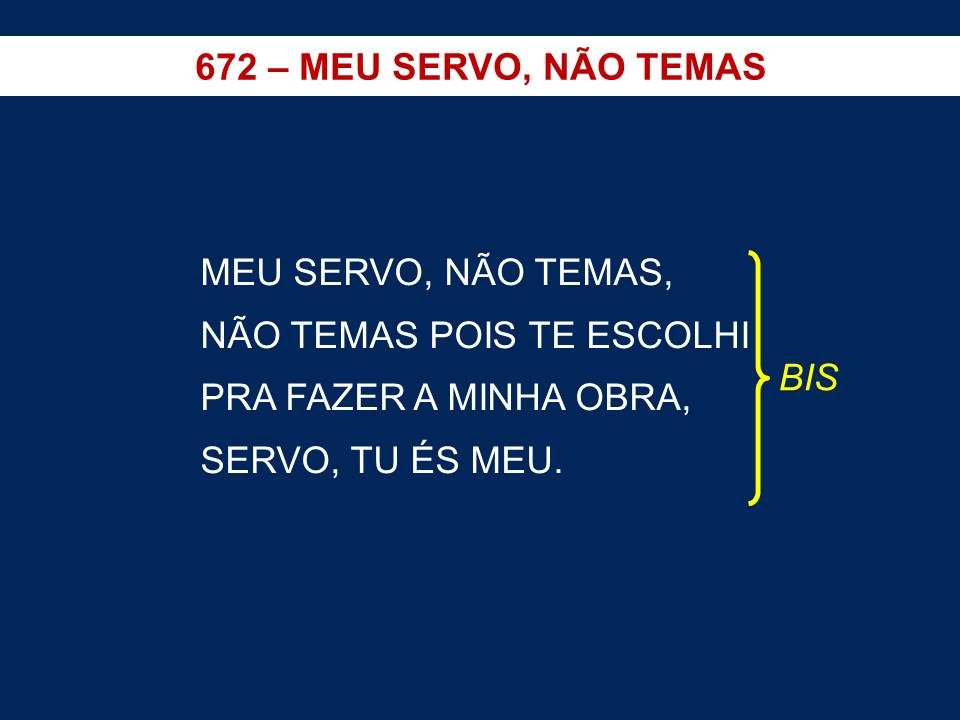 672 – MEU SERVO, NÃO TEMAS
MEU SERVO, NÃO TEMAS,
NÃO TEMAS POIS TE ESCOLHI
PRA FAZER A MINHA OBRA,
SERVO, TU ÉS MEU.
BIS